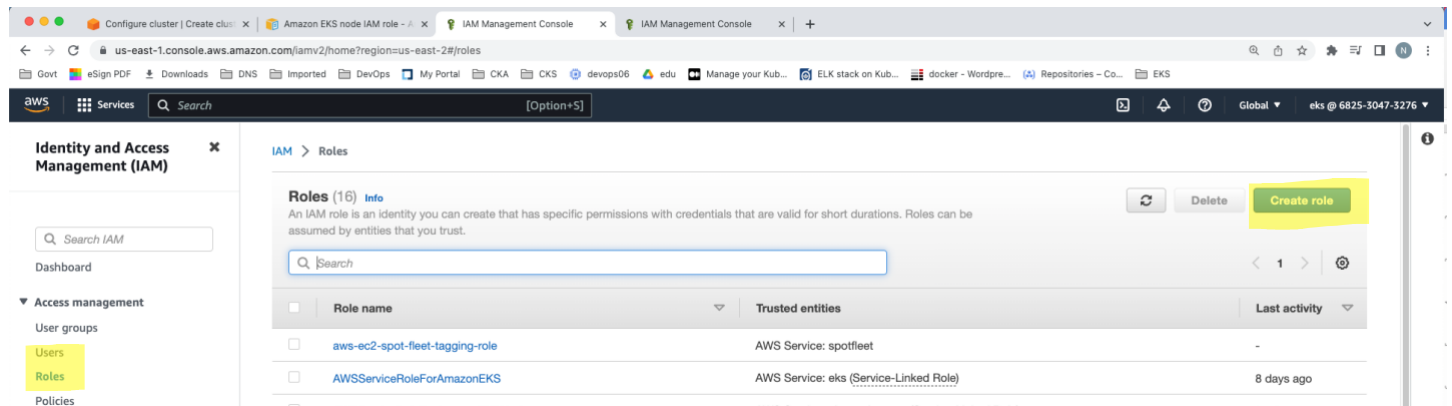 Configure cluster | Create clust
Amazon EKS node IAM role - A
IAM Management Console
IAM Management Console
us-east-1.console.aws.amazon.com/iamv2/home?region=us-east-2#/roles
N
Govt
eSign PDF
Downloads
DNS
Imported
DevOps
My Portal
CKA
CKS
devops06
edu
Manage your Kub...
ELK stack on Kub...
docker - Wordpre...
Repositories – Co...
EKS
aws
Services
Search
[Option+S]
Global
eks @ 6825-3047-3276
Identity and Access
Management (IAM)
Search IAM
Dashboard
Access management
User groups
Users
Roles
Policies
IAM > Roles
Roles (16) Info
An IAM role is an identity you can create that has specific permissions with credentials that are valid for short durations. Roles can be
assumed by entities that you trust.
Delete
Create role
Search
1
Role name
Trusted entities
Last activity
aws-ec2-spot-fleet-tagging-role
AWS Service: spotfleet
-
AWSServiceRoleForAmazonEKS
AWS Service: eks (Service-Linked Role)
8 days ago